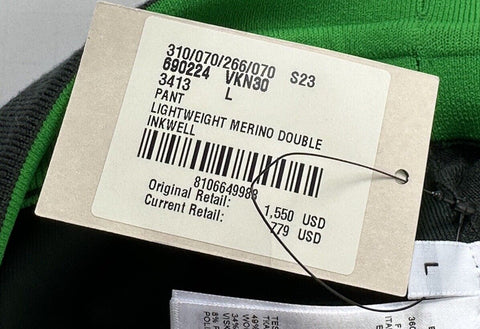 310/070/266/070 S23
690224 VKN30
3413 L
PANT
LIGHTWEIGHT MERINO DOUBLE
INKWELL
8106649988
Original Retail: 1,550 USD
Current Retail: 779 USD
L